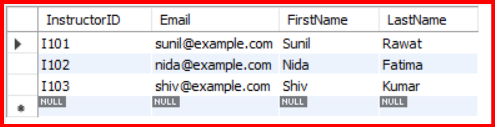 InstructorID Email FirstName LastName
I101 sunil@example.com Sunil Rawat
I102 nida@example.com Nida Fatima
I103 shiv@example.com Shiv Kumar
NULL NULL NULL NULL